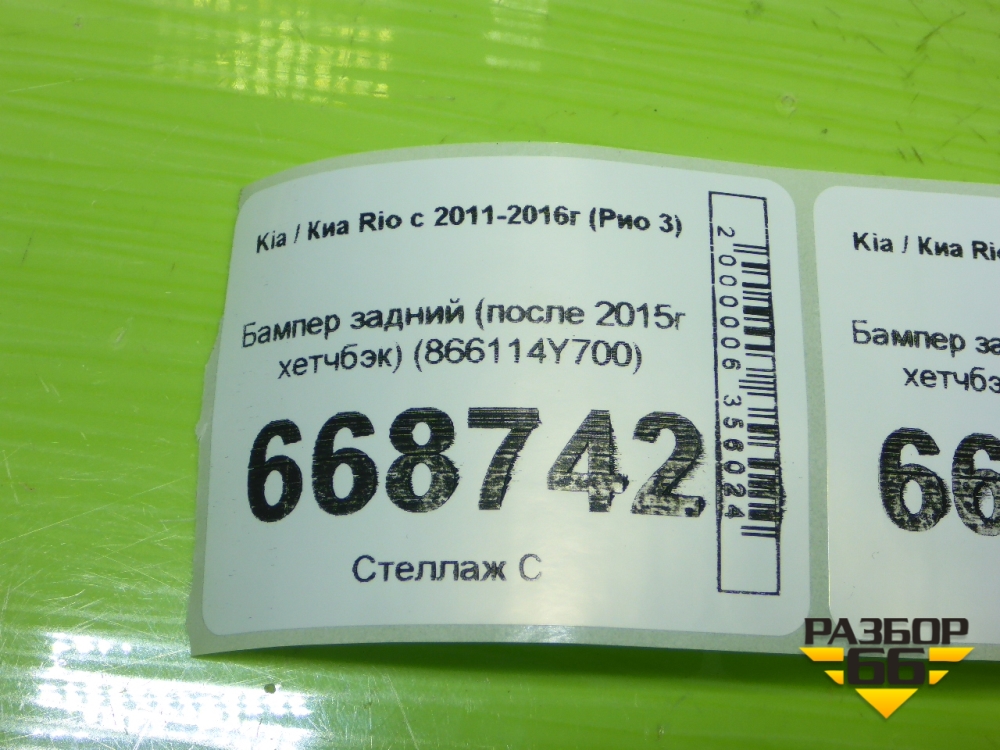 Kia / Киа Rio с 2011-2016г (Рио 3)
Бампер задний (после 2015г
хетчбэк) (866114Y700)
668742
Стеллаж С
2000006356024
Kia / Киа Rio
Бампер за
хетчбэ
66
РАЗБОР
66